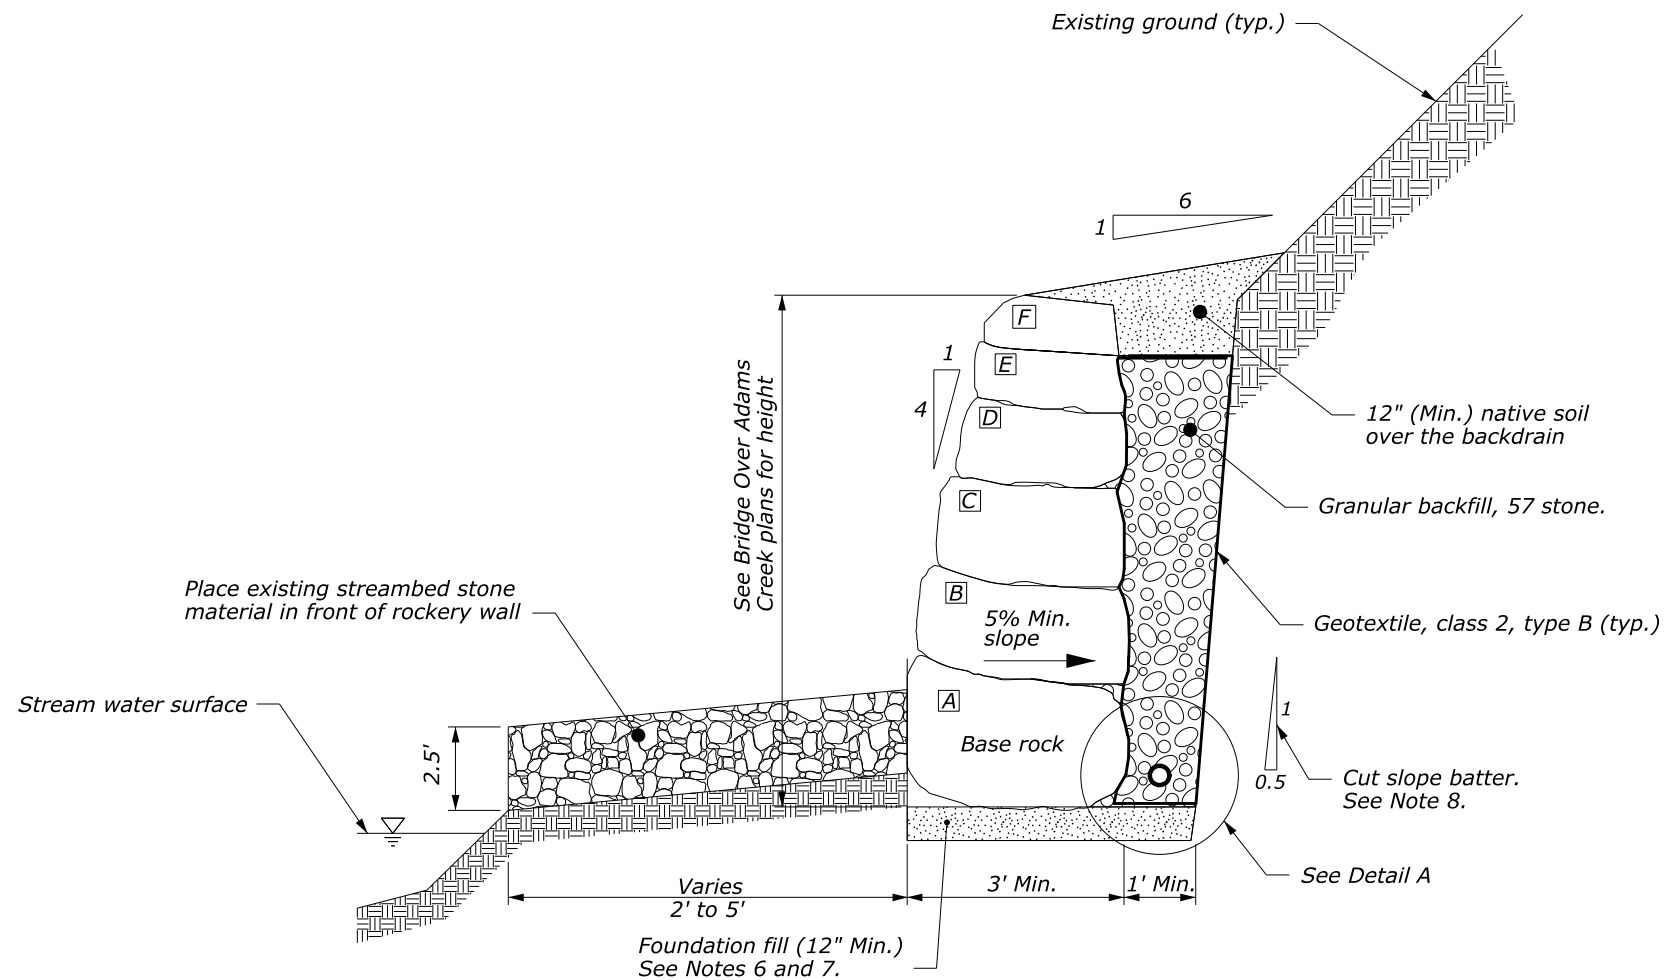 Existing ground (typ.)
6
1
F
E
D
C
B
A
1
4
See Bridge Over Adams
Creek plans for height
12" (Min.) native soil
over the backdrain
Granular backfill, 57 stone.
Geotextile, class 2, type B (typ.)
Place existing streambed stone
material in front of rockery wall
5% Min.
slope
Stream water surface
2.5'
Base rock
1
0.5
Cut slope batter.
See Note 8.
See Detail A
Varies
2' to 5'
3' Min.
1' Min.
Foundation fill (12" Min.)
See Notes 6 and 7.